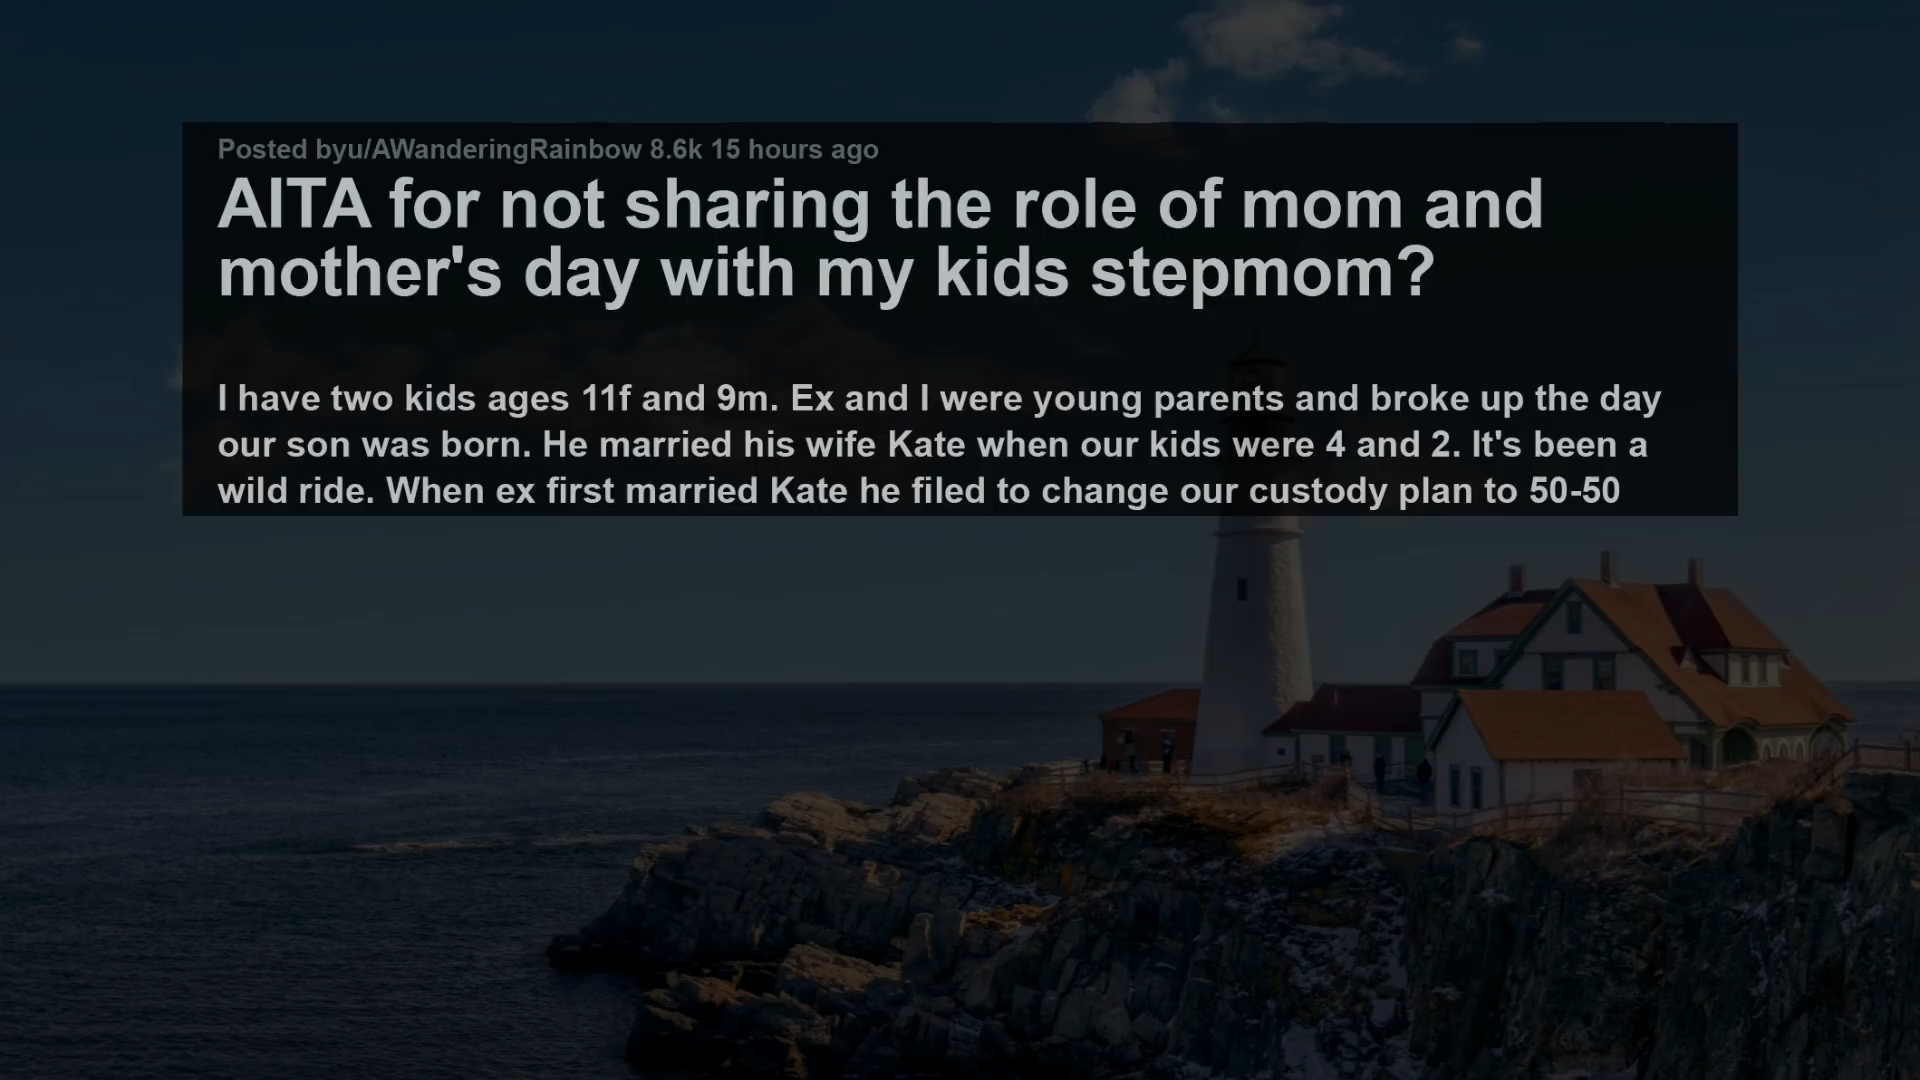 Posted byu/AWanderingRainbow 8.6k 15 hours ago
AITA for not sharing the role of mom and
mother's day with my kids stepmom?
I have two kids ages 11f and 9m. Ex and I were young parents and broke up the day
our son was born. He married his wife Kate when our kids were 4 and 2. It's been a
wild ride. When ex first married Kate he filed to change our custody plan to 50-50